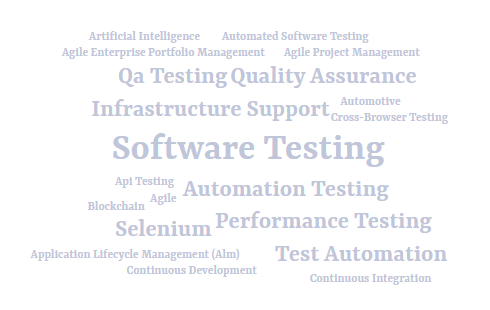 Artificial Intelligence Automated Software Testing
Agile Enterprise Portfolio Management Agile Project Management
Qa Testing Quality Assurance
Infrastructure Support Automotive
Cross-Browser Testing
Software Testing
Api Testing Automation Testing
Agile
Blockchain
Selenium Performance Testing
Application Lifecycle Management (Alm) Test Automation
Continuous Development
Continuous Integration